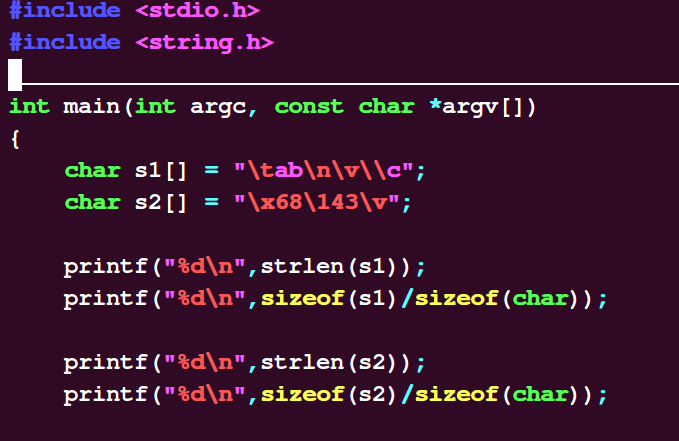 #include <stdio.h>
#include <string.h>
int main(int argc, const char *argv[])
{
    char s1[] = "\tab\n\v\\c";
    char s2[] = "\x68\143\v";
    printf("%d\n",strlen(s1));
    printf("%d\n",sizeof(s1)/sizeof(char));
    printf("%d\n",strlen(s2));
    printf("%d\n",sizeof(s2)/sizeof(char));